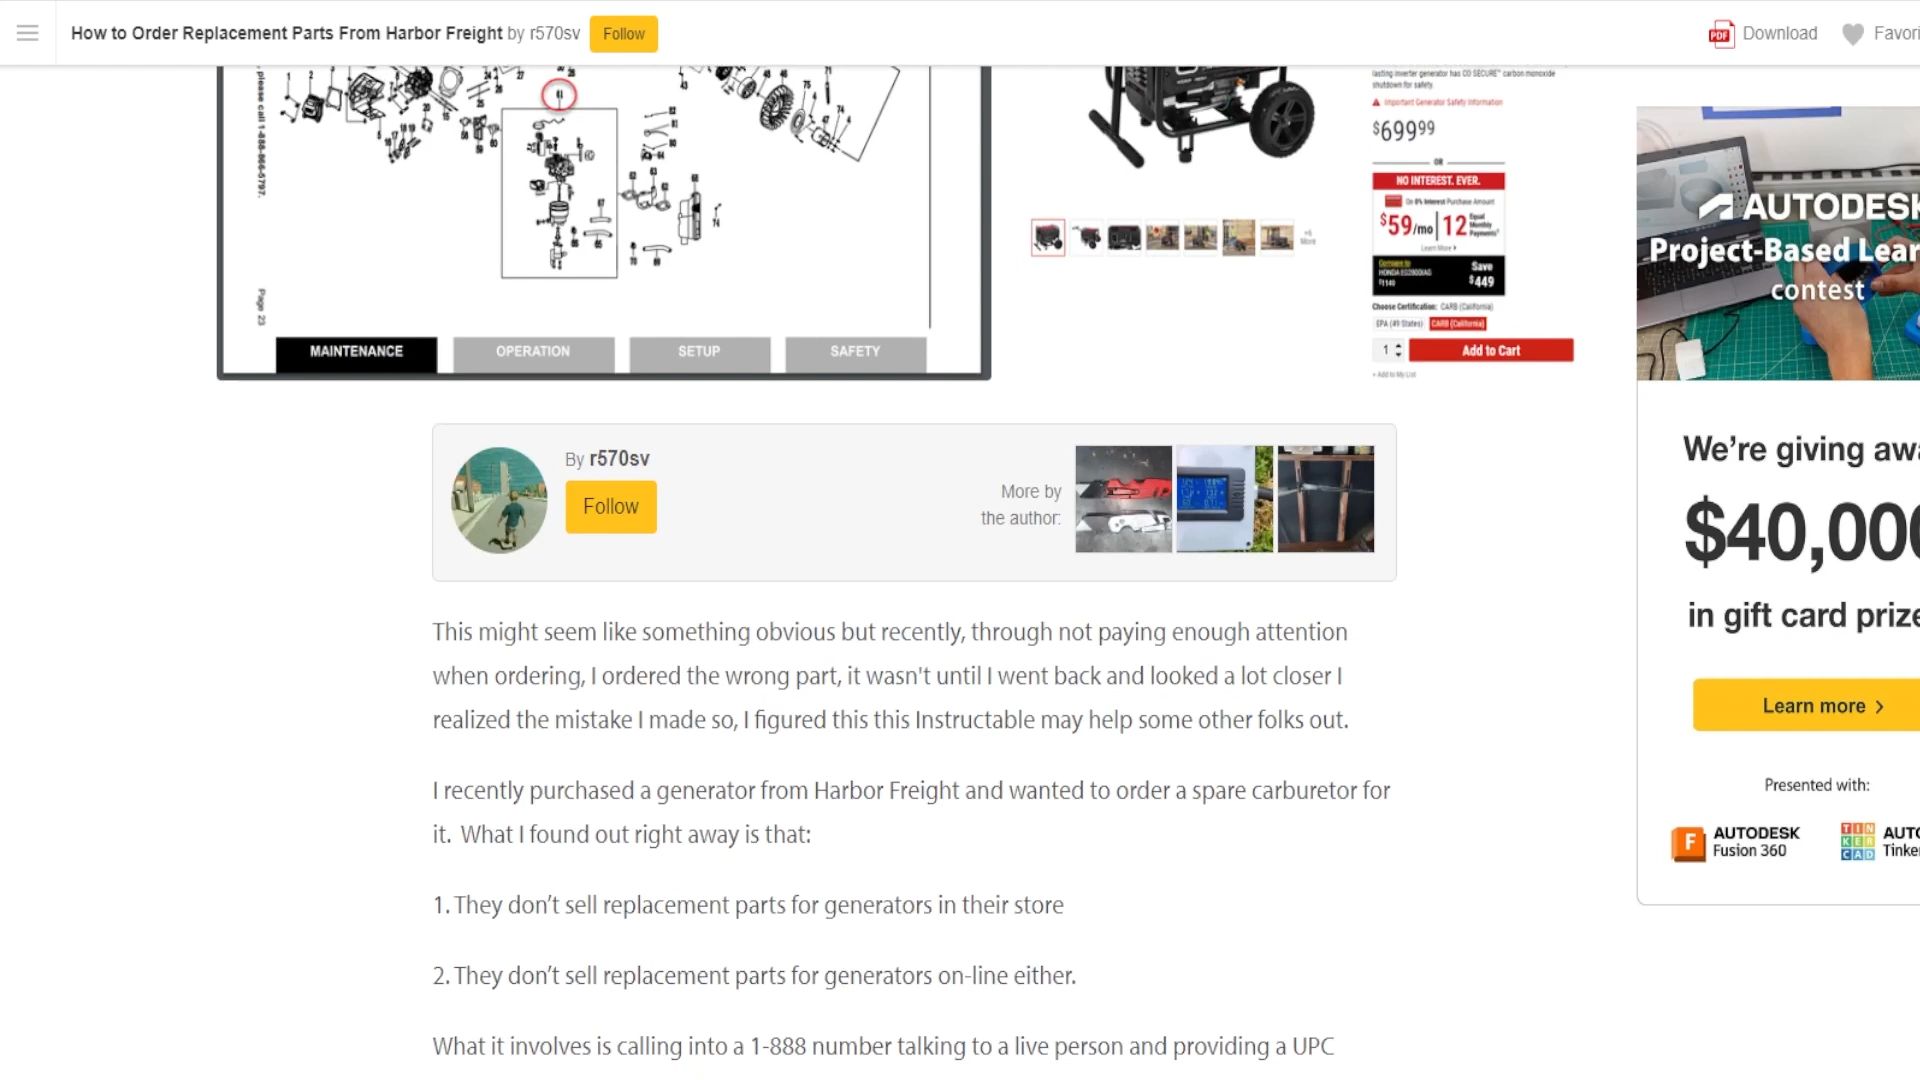 How to Order Replacement Parts From Harbor Freight by r570sv
Follow
Download
Favori
please call 1-888-866-5797.
Page 23
MAINTENANCE
OPERATION
SETUP
SAFETY
lasting inverter generator has CO SECURE™ carbon monoxide
shutdown for safety.
Important Generator Safety Information
$699 99
OR
NO INTEREST. EVER.
On 0% Interest Purchase Amount
$59/mo 12 Equal Monthly Payments
Learn More
Compare to
HONDA
Save
$449
Choose Certification: CARB (California)
EPA (49 States)
CARB (California)
1
Add to Cart
+ Add to My List
+6
More
AUTODESK
Project-Based Lear
contest
We're giving awa
$40,000
in gift card prize
Learn more
Presented with:
AUTODESK
Fusion 360
TINKERCAD
AUTO
Tinke
By r570sv
Follow
More by
the author:
This might seem like something obvious but recently, through not paying enough attention
when ordering, I ordered the wrong part, it wasn't until I went back and looked a lot closer I
realized the mistake I made so, I figured this this Instructable may help some other folks out.
I recently purchased a generator from Harbor Freight and wanted to order a spare carburetor for
it. What I found out right away is that:
1. They don’t sell replacement parts for generators in their store
2. They don’t sell replacement parts for generators on-line either.
What it involves is calling into a 1-888 number talking to a live person and providing a UPC